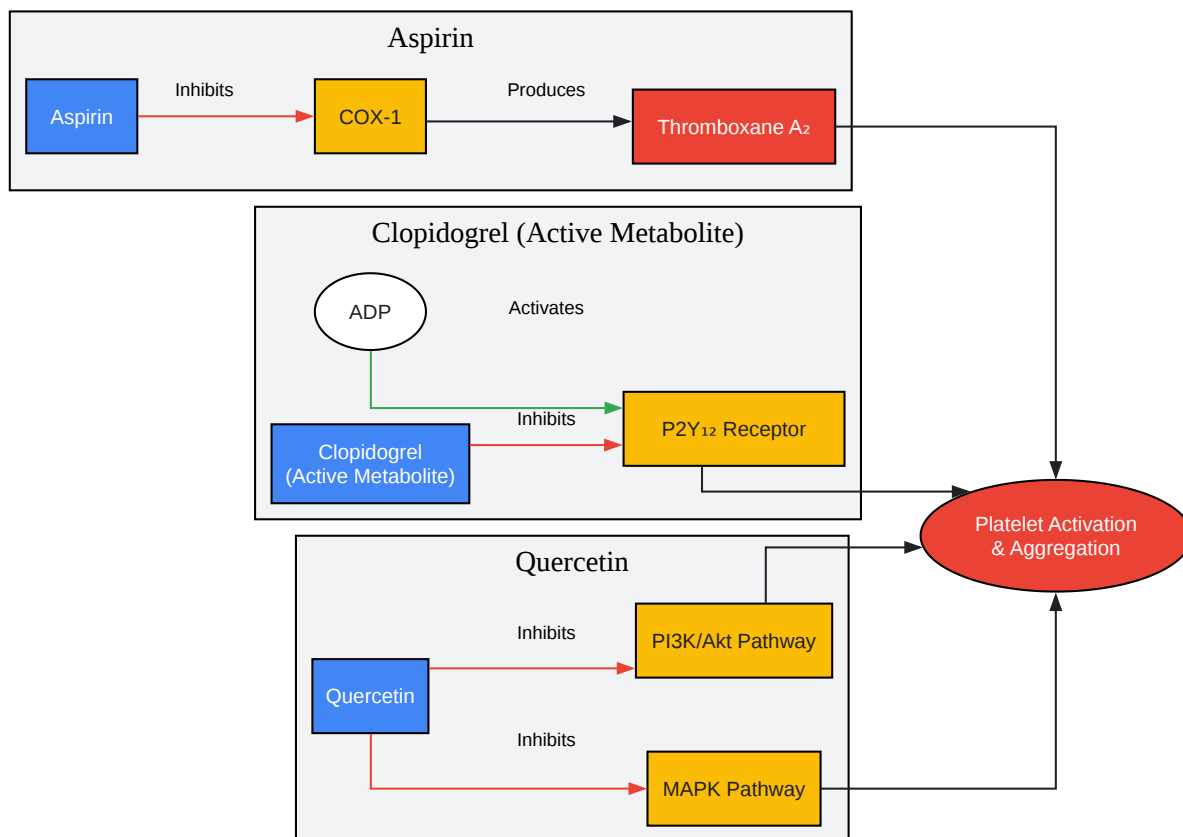 Aspirin
Inhibits
Produces
Aspirin
COX-1
Thromboxane A₂
Clopidogrel (Active Metabolite)
ADP
Activates
Inhibits
P2Y₁₂ Receptor
Clopidogrel
(Active Metabolite)
Platelet Activation
& Aggregation
Quercetin
Inhibits
PI3K/Akt Pathway
Quercetin
Inhibits
MAPK Pathway